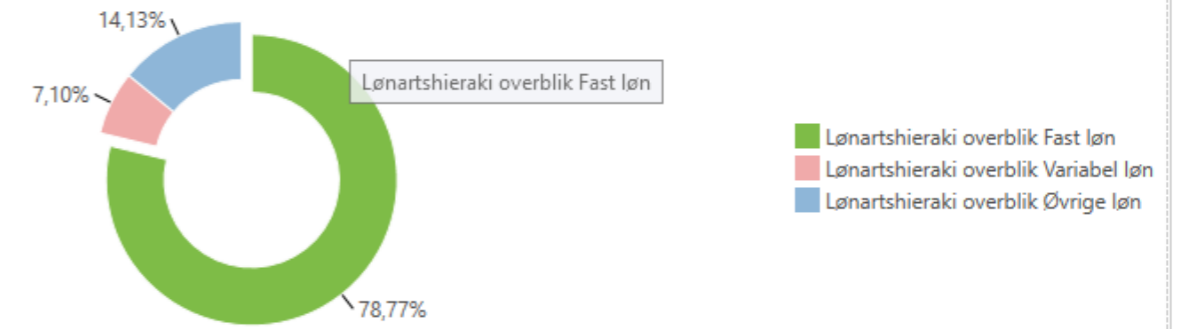 14,13%
7,10%
Lønartshieraki overblik Fast løn
Lønartshieraki overblik Fast løn
Lønartshieraki overblik Variabel løn
Lønartshieraki overblik Øvrige løn
78,77%